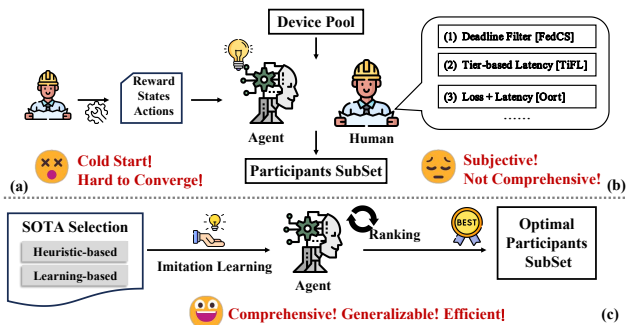 Device Pool
Reward
States
Actions
Agent
Human
(1) Deadline Filter [FedCS]
(2) Tier-based Latency [TiFL]
(3) Loss + Latency [Oort]
......
(a)
Cold Start!
Hard to Converge!
Participants SubSet
Subjective!
Not Comprehensive!
(b)
SOTA Selection
Heuristic-based
Learning-based
Imitation Learning
Agent
Ranking
BEST
Optimal
Participants
SubSet
Comprehensive! Generalizable! Efficient!
(c)